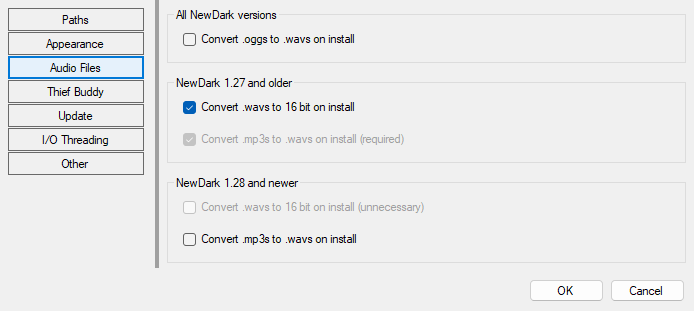 Paths
Appearance
Audio Files
Thief Buddy
Update
I/O Threading
Other
All NewDark versions
Convert .oggs to .wavs on install
NewDark 1.27 and older
Convert .wavs to 16 bit on install
Convert .mp3s to .wavs on install (required)
NewDark 1.28 and newer
Convert .wavs to 16 bit on install (unnecessary)
Convert .mp3s to .wavs on install
OK
Cancel